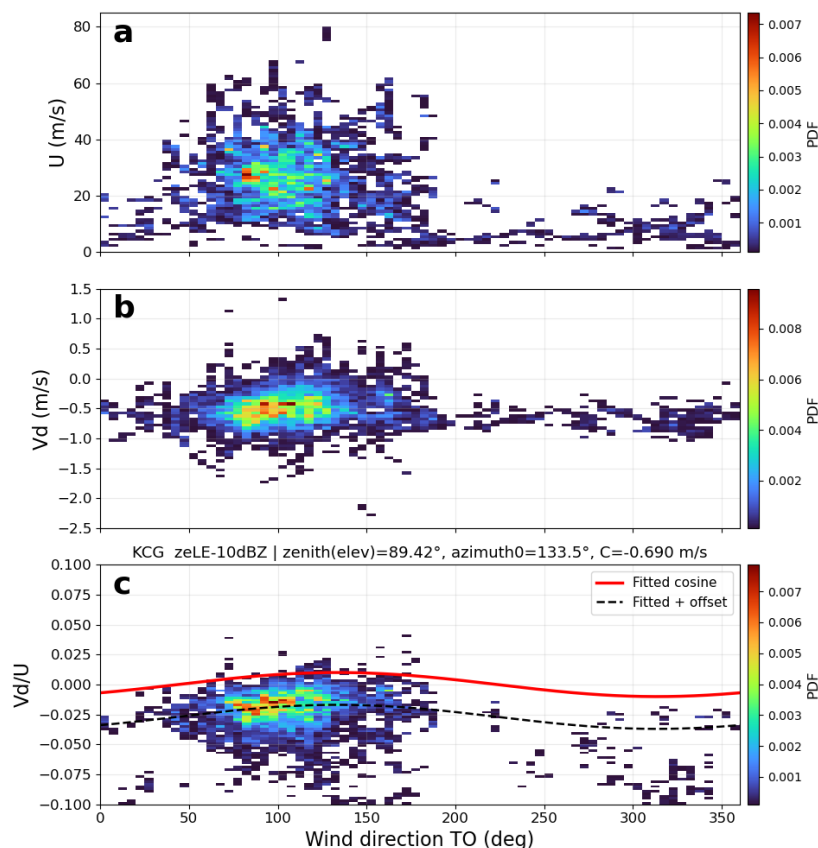 a
80
60
40
20
0
U (m/s)
0.007
0.006
0.005
0.004
0.003
0.002
0.001
PDF
b
1.5
1.0
0.5
0.0
−0.5
−1.0
−1.5
−2.0
−2.5
Vd (m/s)
0.008
0.006
0.004
0.002
PDF
KCG zeLE-10dBZ | zenith(elev)=89.42°, azimuth0=133.5°, C=-0.690 m/s
c
Fitted cosine
Fitted + offset
0.100
0.075
0.050
0.025
0.000
−0.025
−0.050
−0.075
−0.100
Vd/U
0.007
0.006
0.005
0.004
0.003
0.002
0.001
PDF
0 50 100 150 200 250 300 350
Wind direction TO (deg)